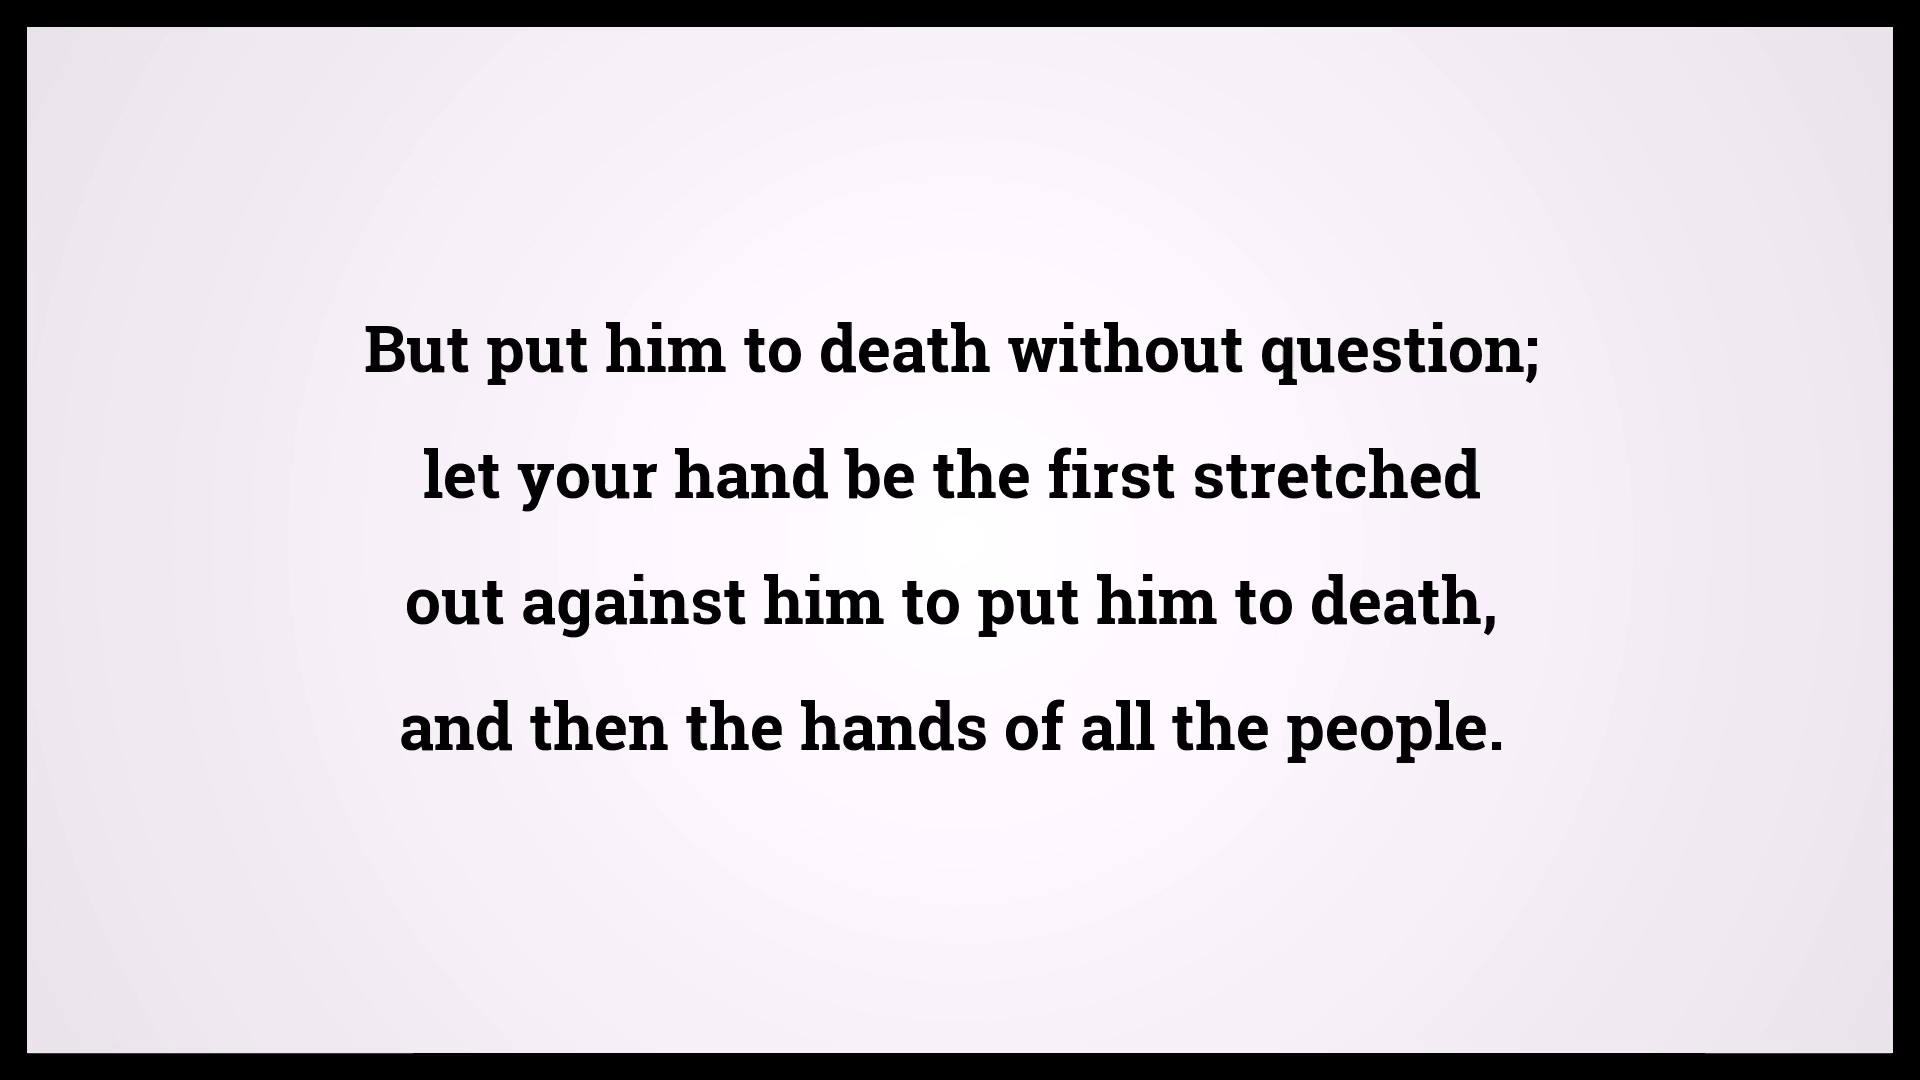 But put him to death without question;
let your hand be the first stretched
out against him to put him to death,
and then the hands of all the people.